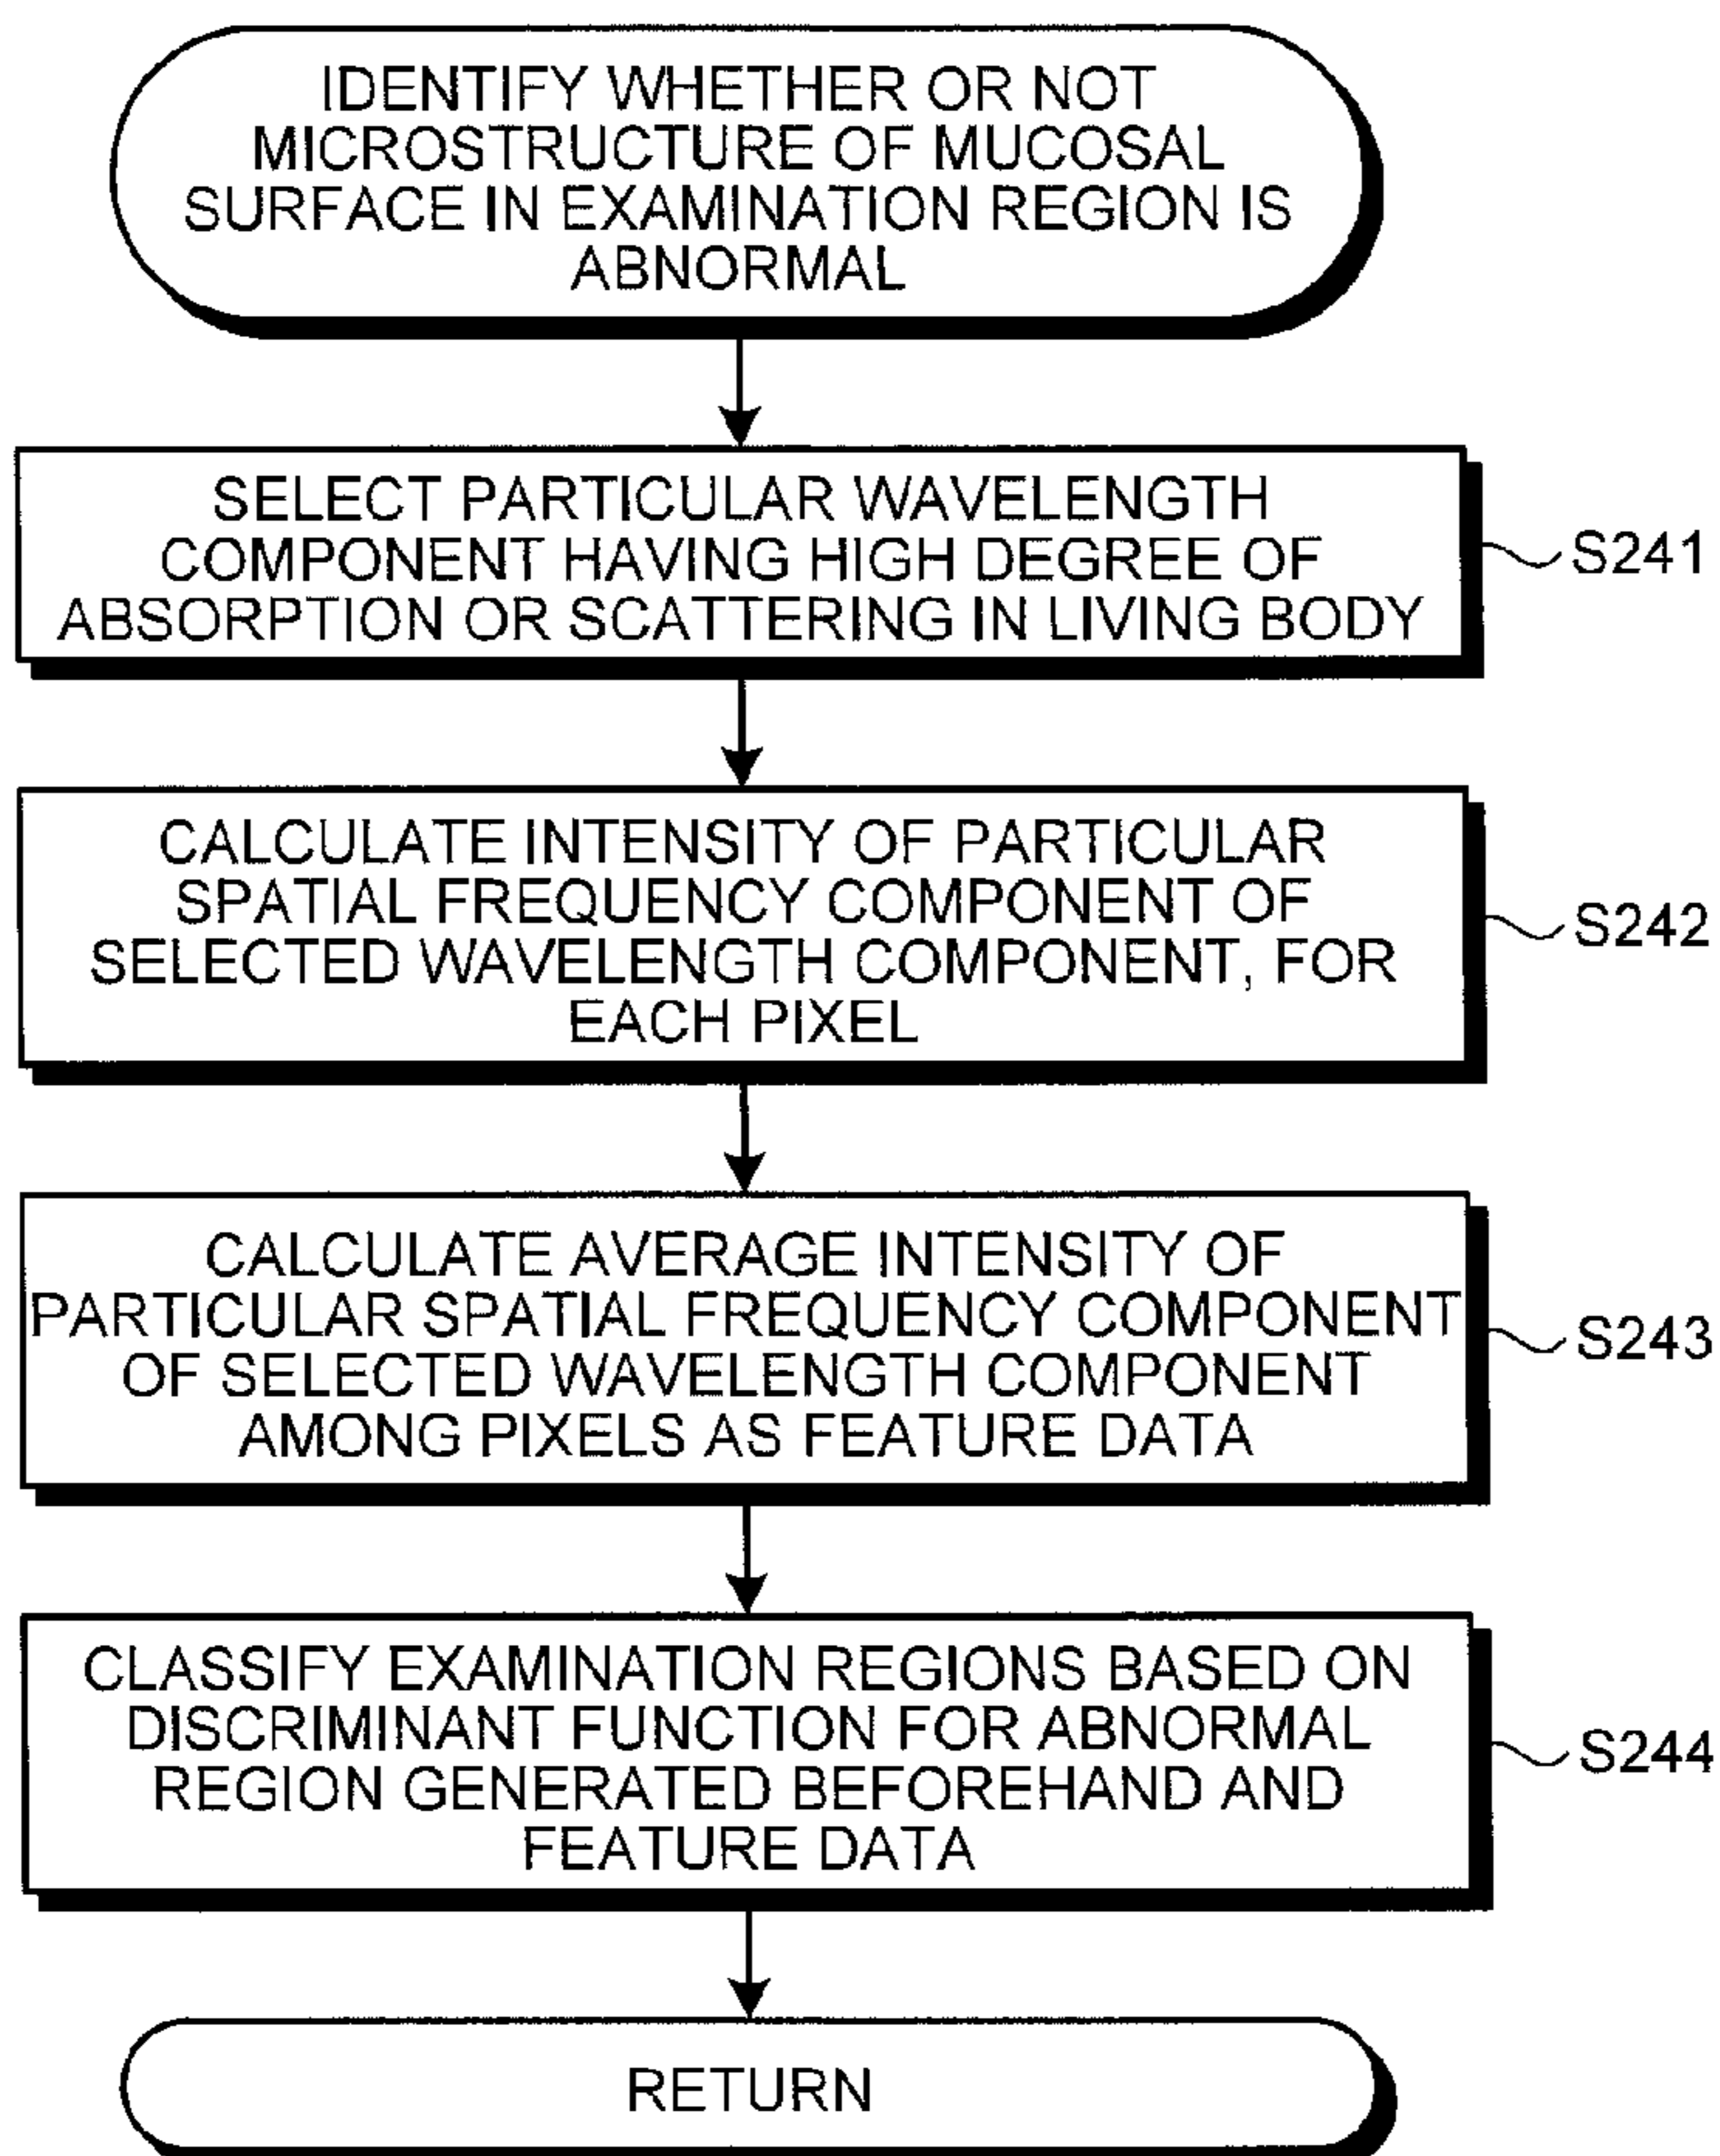 IDENTIFY WHETHER OR NOT
MICROSTRUCTURE OF MUCOSAL
SURFACE IN EXAMINATION REGION IS
ABNORMAL
SELECT PARTICULAR WAVELENGTH
COMPONENT HAVING HIGH DEGREE OF
ABSORPTION OR SCATTERING IN LIVING BODY
S241
CALCULATE INTENSITY OF PARTICULAR
SPATIAL FREQUENCY COMPONENT OF
SELECTED WAVELENGTH COMPONENT, FOR
EACH PIXEL
S242
CALCULATE AVERAGE INTENSITY OF
PARTICULAR SPATIAL FREQUENCY COMPONENT
OF SELECTED WAVELENGTH COMPONENT
AMONG PIXELS AS FEATURE DATA
S243
CLASSIFY EXAMINATION REGIONS BASED ON
DISCRIMINANT FUNCTION FOR ABNORMAL
REGION GENERATED BEFOREHAND AND
FEATURE DATA
S244
RETURN